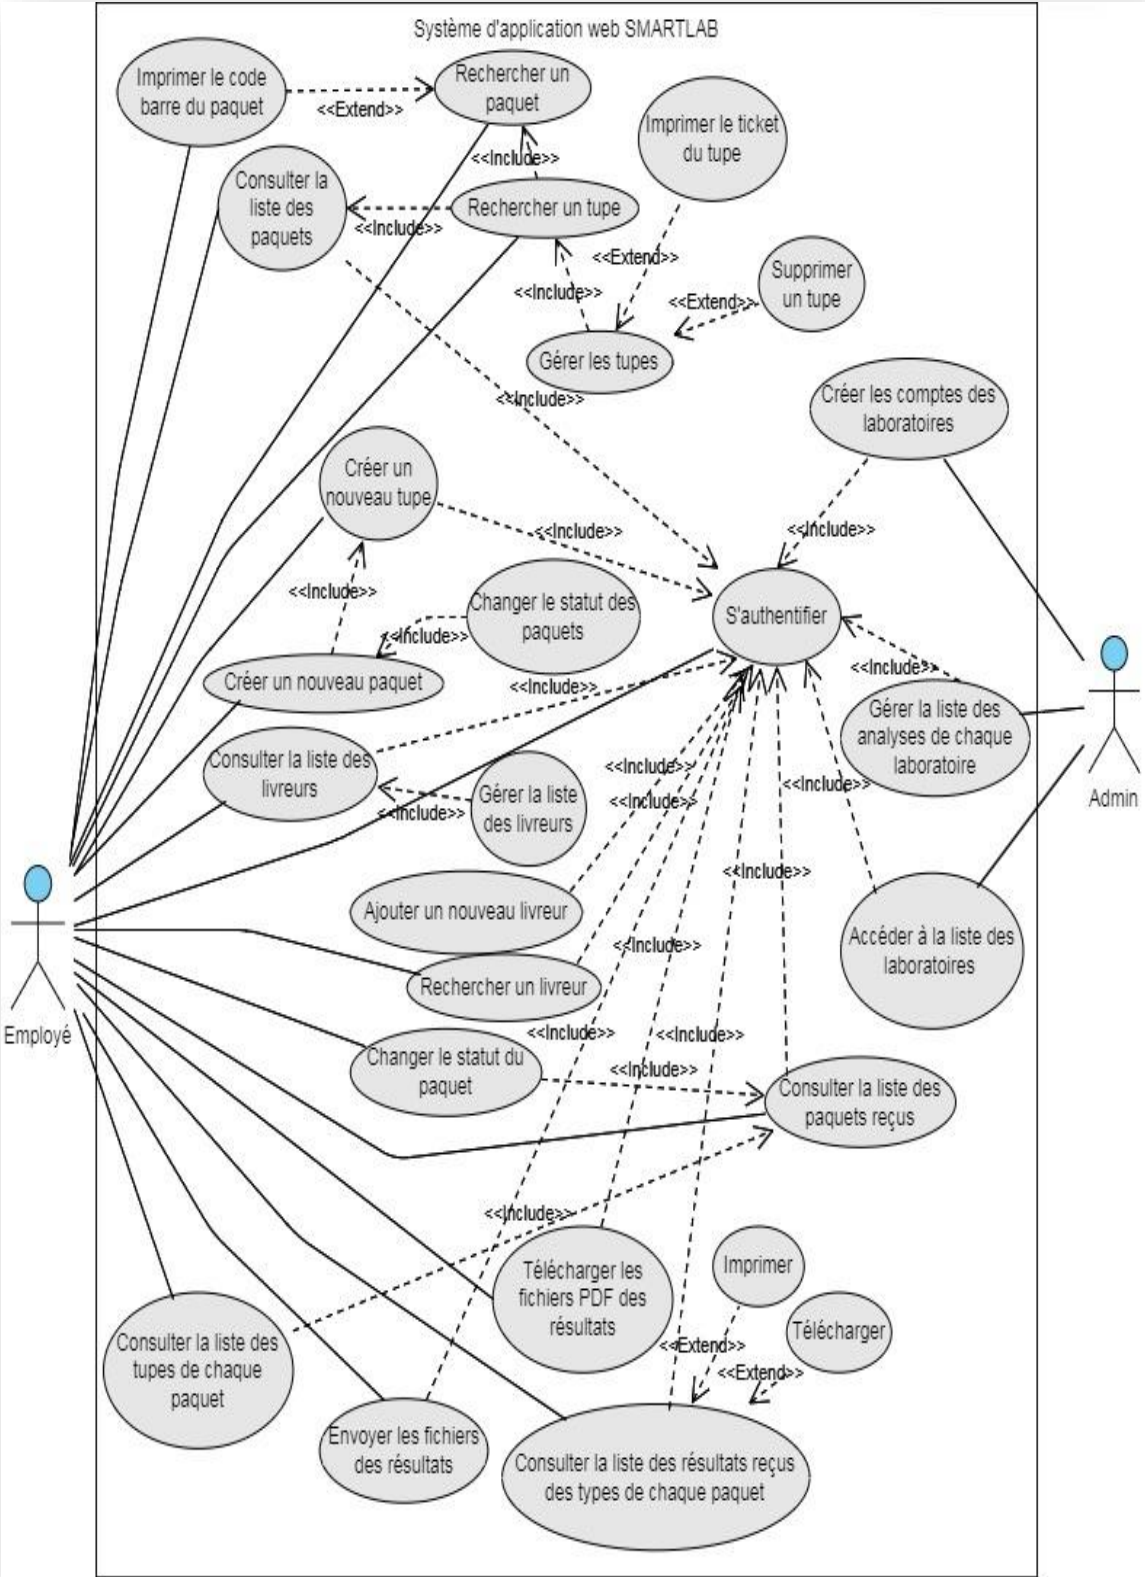 Système d'application web SMARTLAB
Imprimer le code
barre du paquet
<<Extend>>
Rechercher un
paquet
Imprimer le ticket
du tupe
<<Include>>
Consulter la
liste des
paquets
<<Include>>
Rechercher un tupe
<<Extend>>
Supprimer
un tupe
<<Include>>
<<Extend>>
Gérer les tupes
<<Include>>
Créer les comptes des
laboratoires
Créer un
nouveau tupe
<<Include>>
<<Include>>
<<Include>>
Changer le statut des
paquets
S'authentifier
<<Include>>
Créer un nouveau paquet
<<Include>>
<<Include>>
Gérer la liste des
analyses de chaque
laboratoire
Consulter la liste des
livreurs
<<Include>>
Gérer la liste
des livreurs
<<Include>>
<<Include>>
<<Include>>
Admin
<<Include>>
Ajouter un nouveau livreur
Accéder à la liste des
laboratoires
<<Include>>
Rechercher un livreur
Employé
<<Include>>
<<Include>>
Changer le statut du
paquet
<<Include>>
Consulter la liste des
paquets reçus
<<Include>>
Télécharger les
fichiers PDF des
résultats
Imprimer
Télécharger
<<Extend>>
<<Extend>>
Consulter la liste des
tupes de chaque
paquet
Envoyer les fichiers
des résultats
Consulter la liste des résultats reçus
des types de chaque paquet